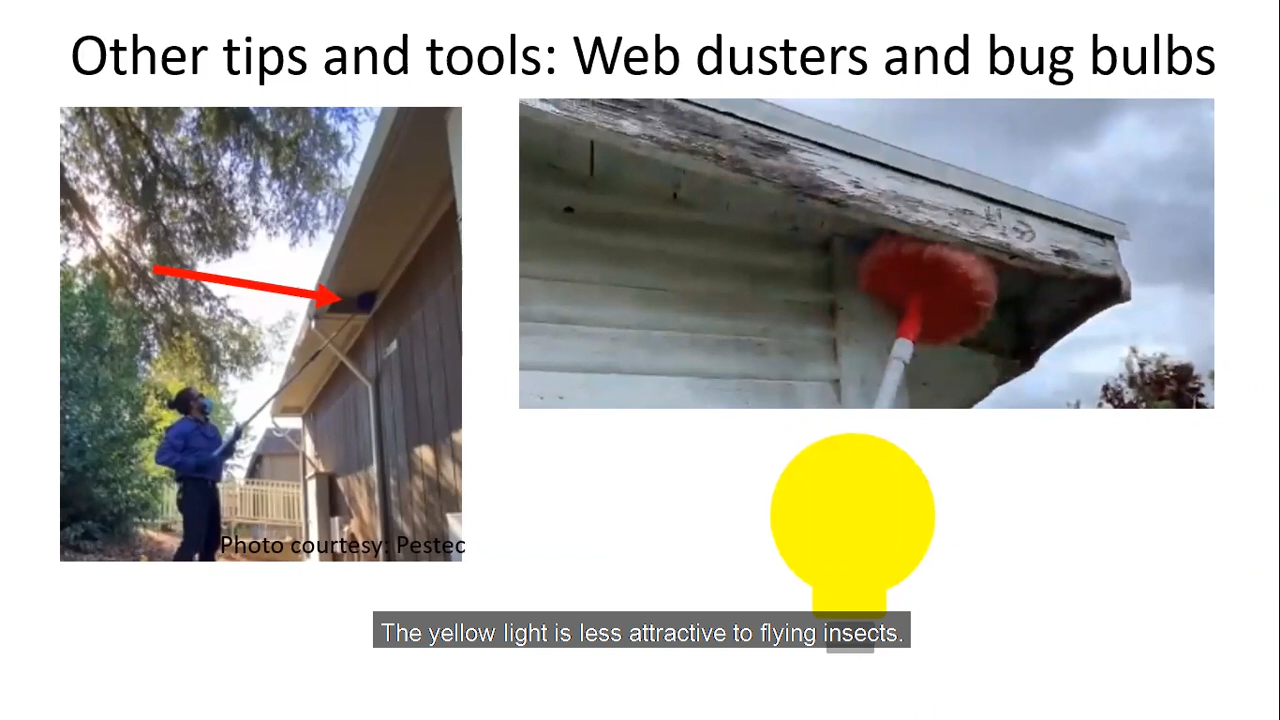 Other tips and tools: Web dusters and bug bulbs
Photo courtesy: Pestec
The yellow light is less attractive to flying insects.